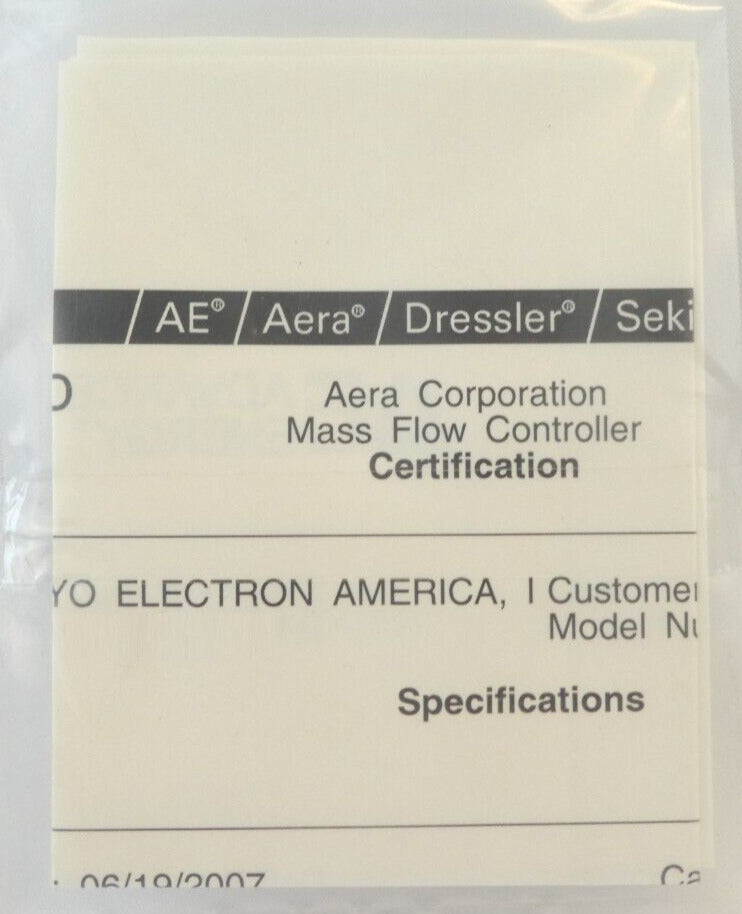 / AE® / Aera® / Dressler® / Seki
Aera Corporation
Mass Flow Controller
Certification
YO ELECTRON AMERICA, I Customer
Model Nu
Specifications
: 06/19/2007 Ca